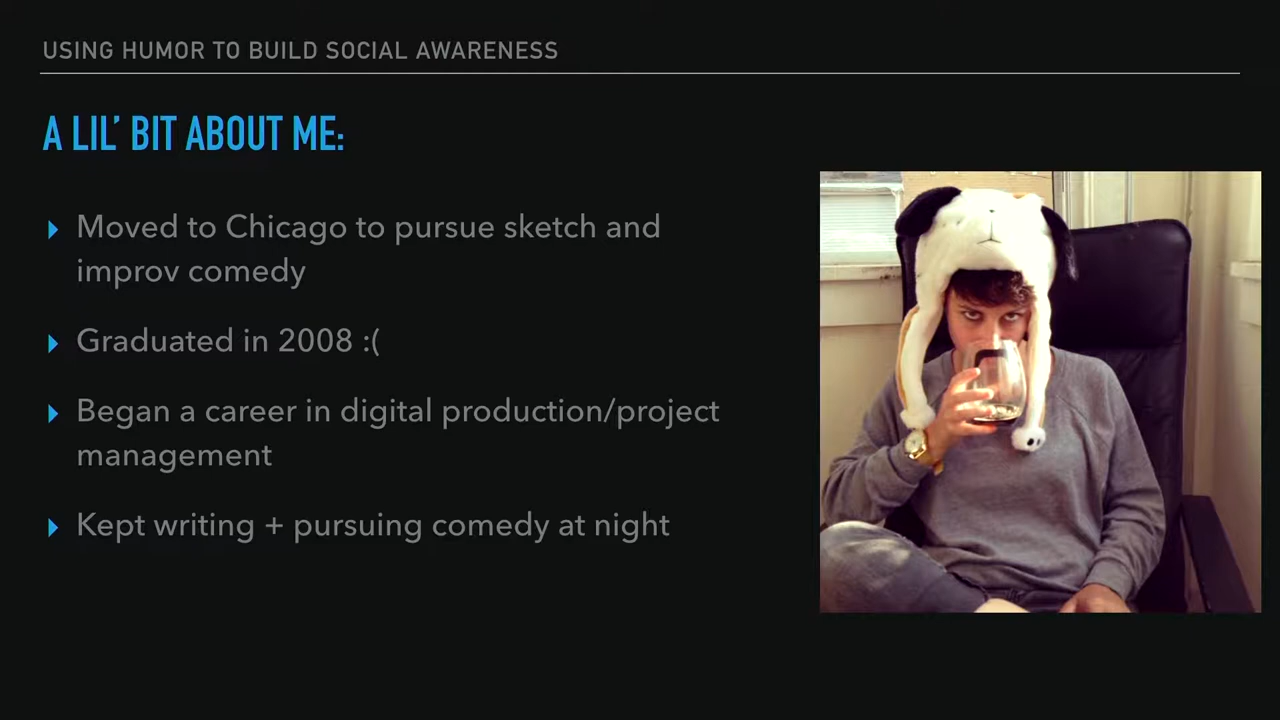 USING HUMOR TO BUILD SOCIAL AWARENESS
A LIL’ BIT ABOUT ME:
Moved to Chicago to pursue sketch and
improv comedy
Graduated in 2008 :(
Began a career in digital production/project
management
Kept writing + pursuing comedy at night